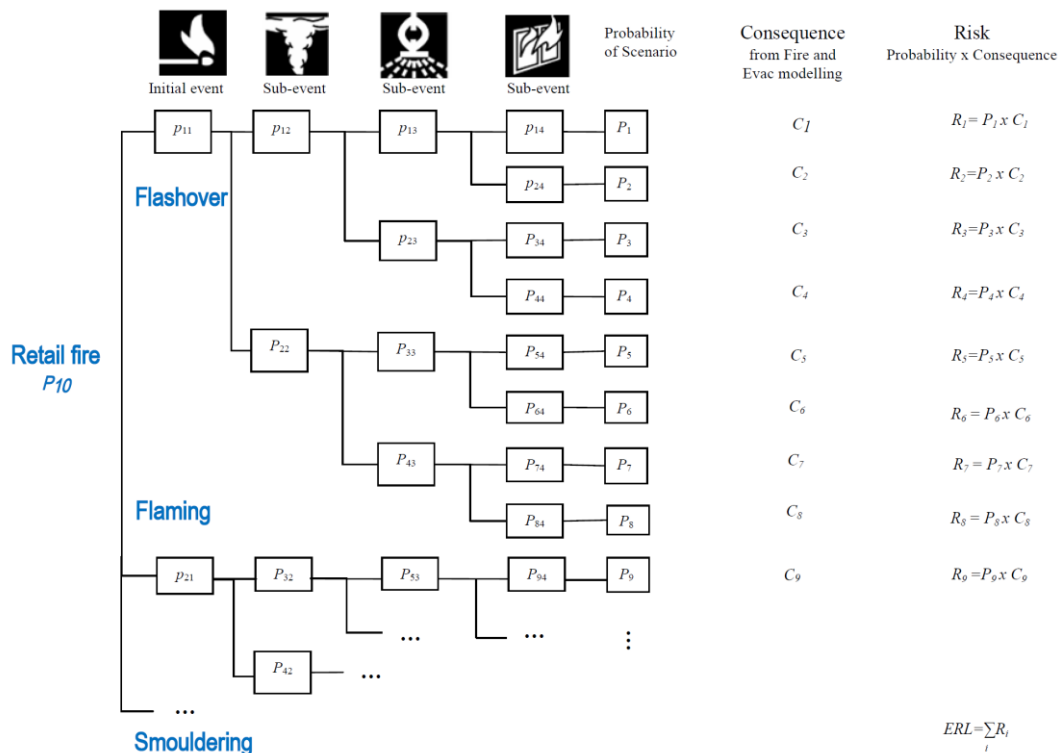 Probability of Scenario
Consequence
from Fire and
Evac modelling
Risk
Probability x Consequence
Initial event
Sub-event
Sub-event
Sub-event
p11 p12 p13 p14 P1 C1 R1= P1 x C1
Flashover
p24 P2 C2 R2=P2 x C2
p23 P34 P3 C3 R3=P3 x C3
P44 P4 C4 R4=P4 x C4
Retail fire
P10
P22 P33 P54 P5 C5 R5=P5 x C5
P64 P6 C6 R6 = P6 x C6
P43 P74 P7 C7 R7 = P7 x C7
Flaming
P84 P8 C8 R8 = P8 x C8
p21 P32 P53 P94 P9 C9 R9 =P9 x C9
... ... ⋮
P42 ...
...
Smouldering
ERL=∑Ri
i